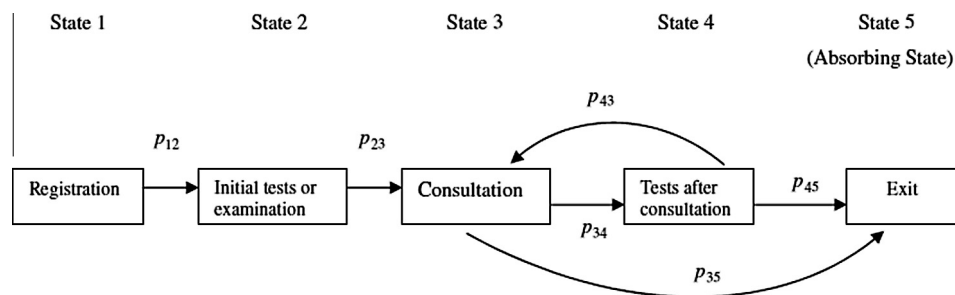 State 1 State 2 State 3 State 4 State 5
(Absorbing State)
p43
p12 p23
Registration Initial tests or examination Consultation Tests after consultation p45 Exit
p34
p35